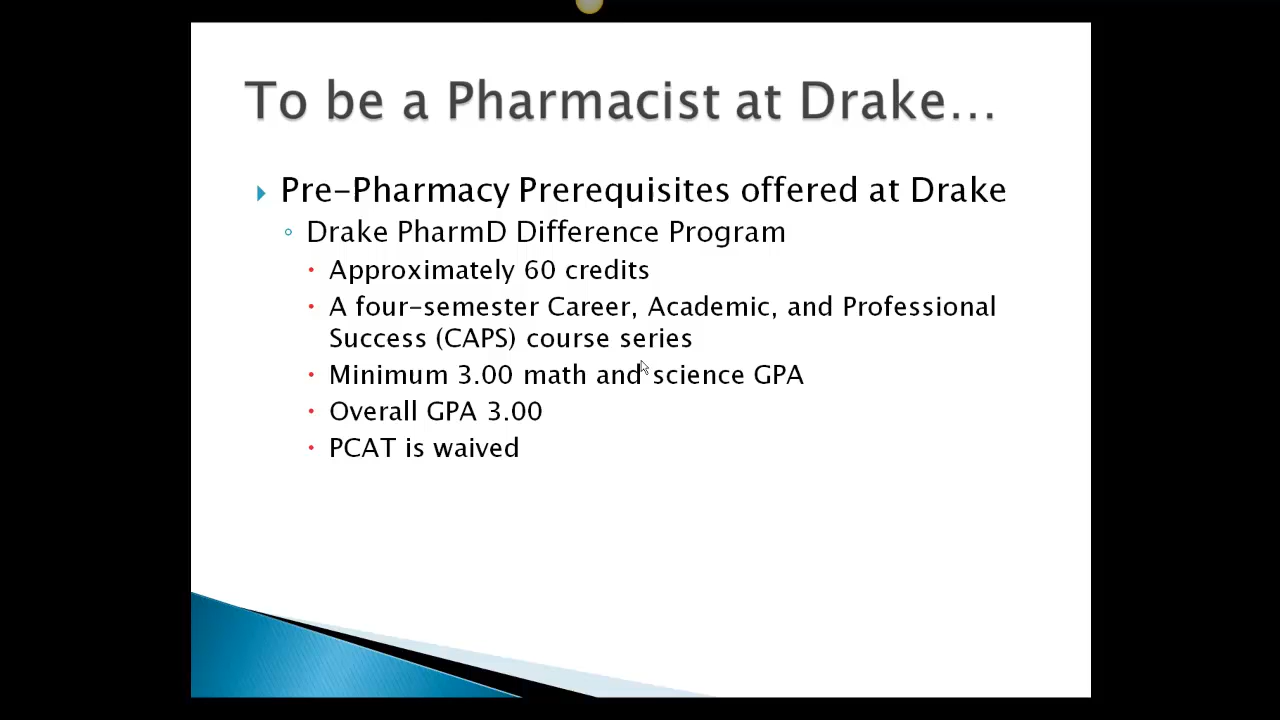 To be a Pharmacist at Drake…
Pre-Pharmacy Prerequisites offered at Drake
Drake PharmD Difference Program
Approximately 60 credits
A four-semester Career, Academic, and Professional
Success (CAPS) course series
Minimum 3.00 math and science GPA
Overall GPA 3.00
PCAT is waived